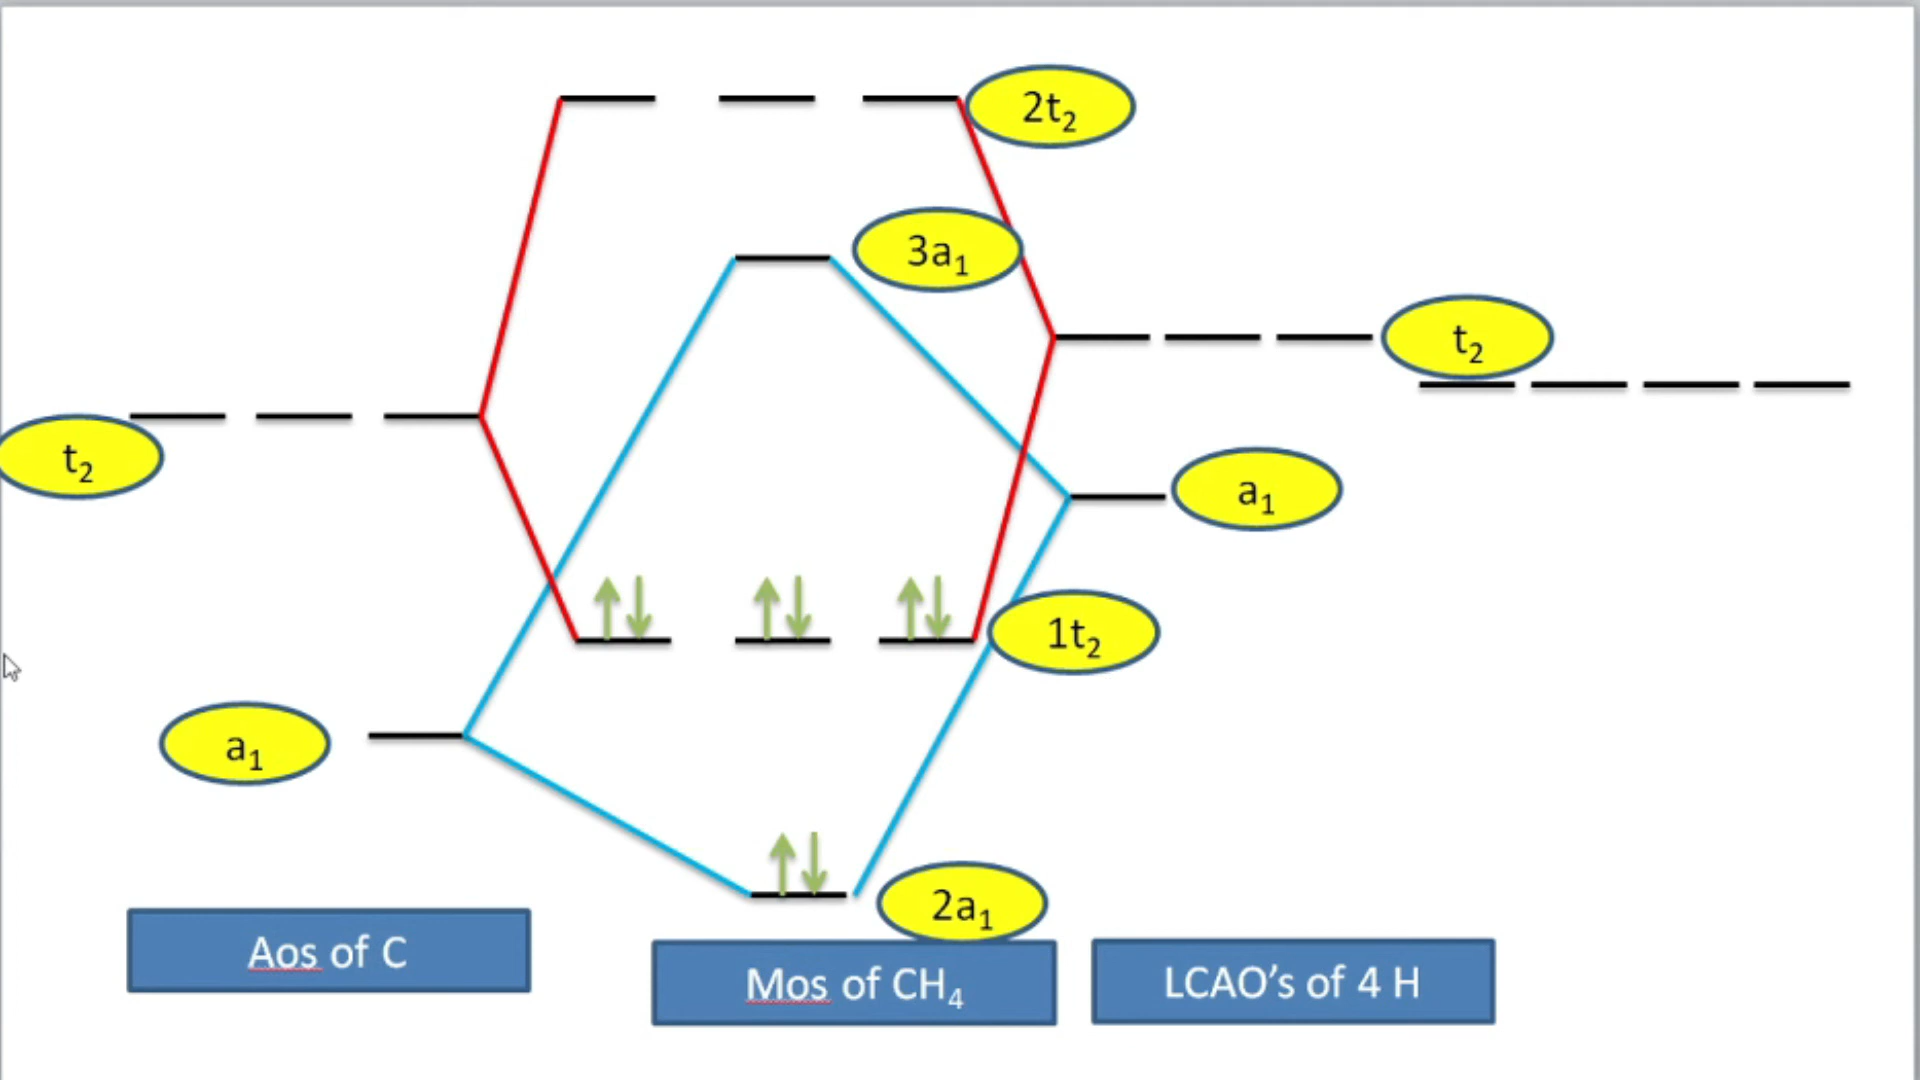 2t₂
3a₁
t₂
t₂
a₁
1t₂
a₁
2a₁
Aos of C
Mos of CH₄
LCAO’s of 4 H